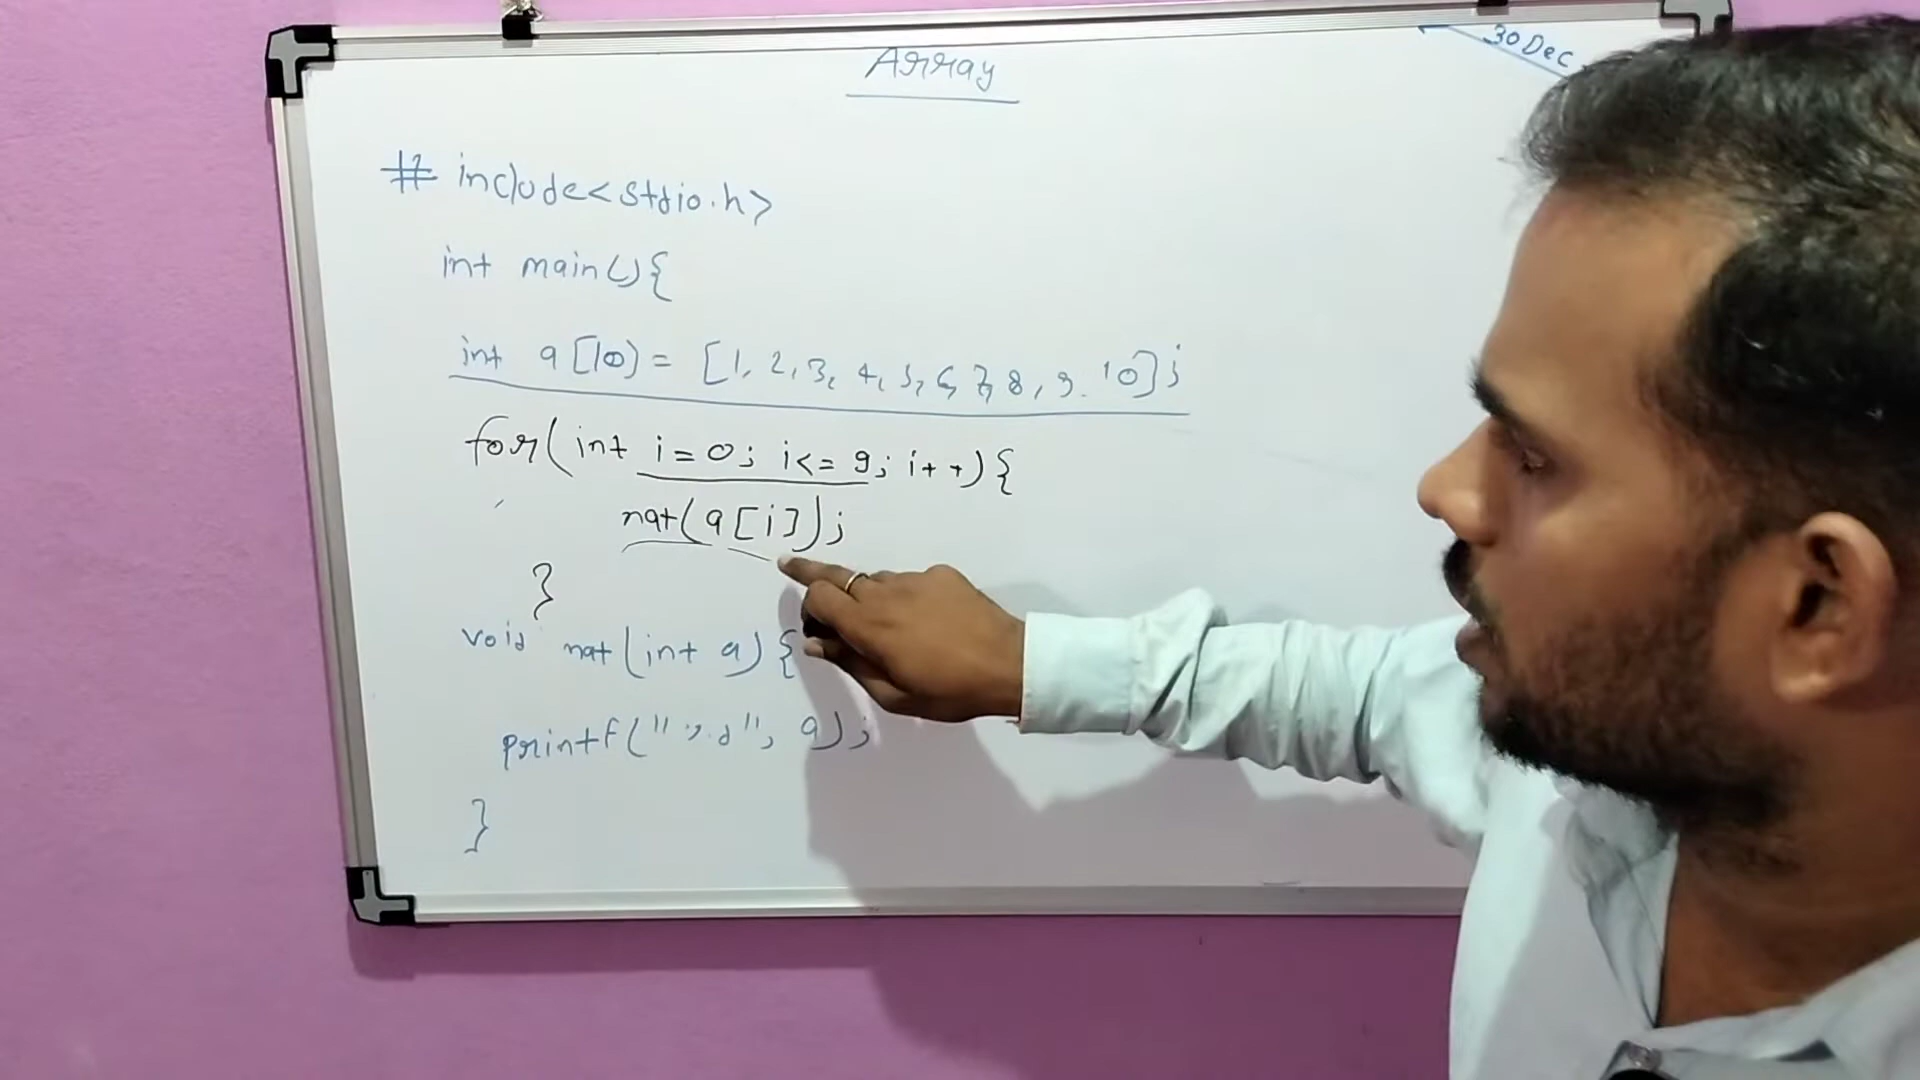 Array
30 Dec
# include<stdio.h>
int main(){
int a[10] = [1, 2, 3, 4, 5, 6, 7, 8, 9. 10];
for(int i=0; i<=9; i++){
nat(a[i]);
}
void nat(int a){
printf("%d", a);
}